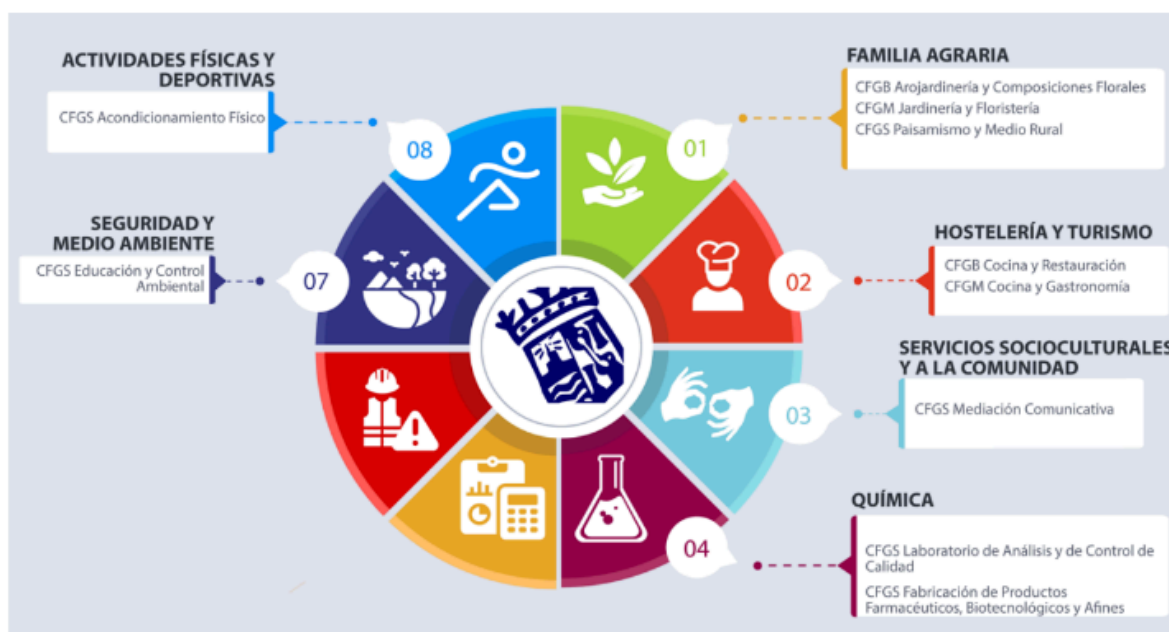 ACTIVIDADES FÍSICAS Y
DEPORTIVAS
CFGS Acondicionamiento Físico
08
SEGURIDAD Y
MEDIO AMBIENTE
CFGS Educación y Control
Ambiental
07
FAMILIA AGRARIA
CFGB Arojardinería y Composiciones Florales
CFGM Jardinería y Floristería
CFGS Paisamismo y Medio Rural
01
HOSTELERÍA Y TURISMO
CFGB Cocina y Restauración
CFGM Cocina y Gastronomía
02
SERVICIOS SOCIOCULTURALES
Y A LA COMUNIDAD
CFGS Mediación Comunicativa
03
QUÍMICA
CFGS Laboratorio de Análisis y de Control de
Calidad
CFGS Fabricación de Productos
Farmacéuticos, Biotecnológicos y Afines
04